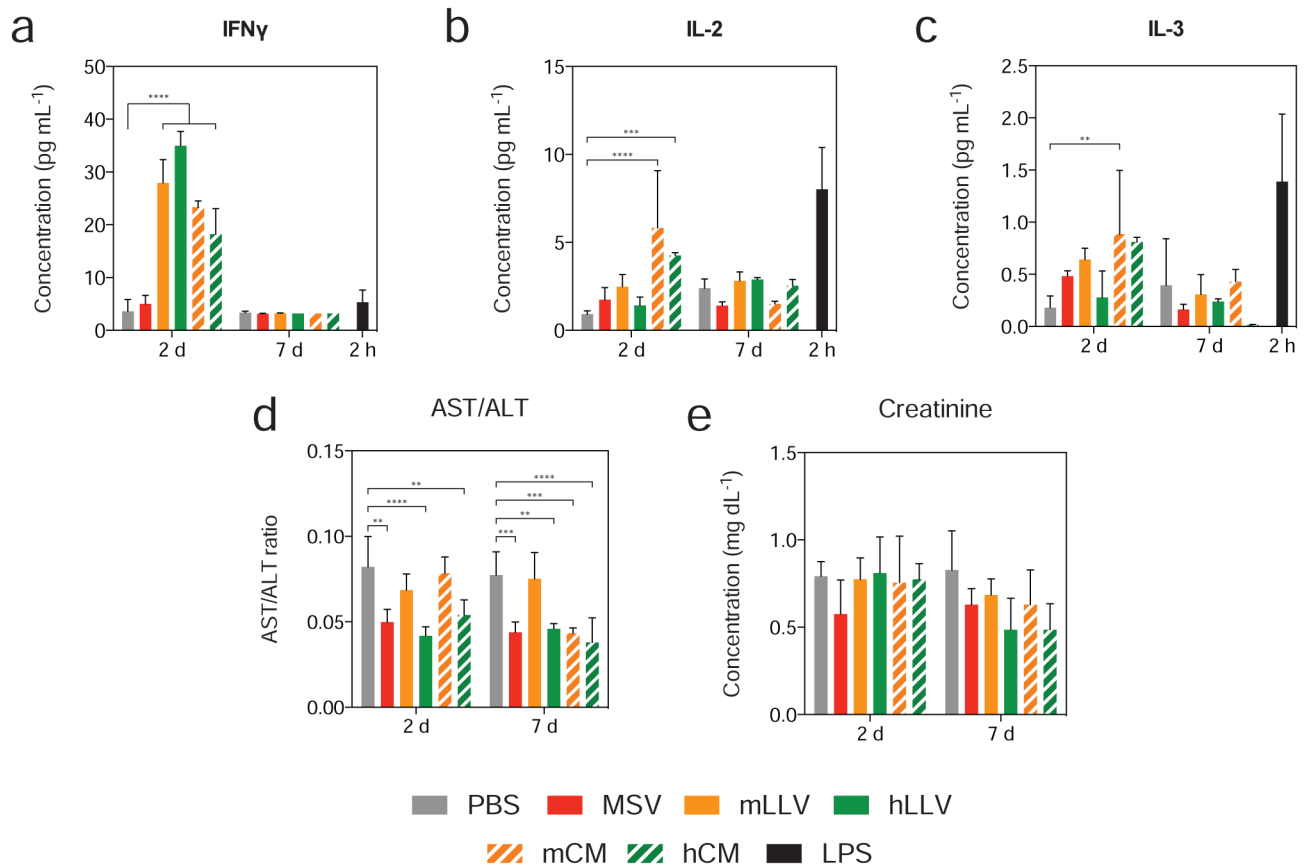 a
IFNγ
Concentration (pg mL⁻¹)
50
40
30
20
10
0
****
2 d
7 d
2 h
b
IL-2
Concentration (pg mL⁻¹)
15
10
5
0
***
****
2 d
7 d
2 h
c
IL-3
Concentration (pg mL⁻¹)
2.5
2.0
1.5
1.0
0.5
0.0
**
2 d
7 d
2 h
d
AST/ALT
AST/ALT ratio
0.15
0.10
0.05
0.00
**
****
**
****
***
**
***
2 d
7 d
e
Creatinine
Concentration (mg dL⁻¹)
1.5
1.0
0.5
0.0
2 d
7 d
PBS MSV mLLV hLLV
mCM hCM LPS